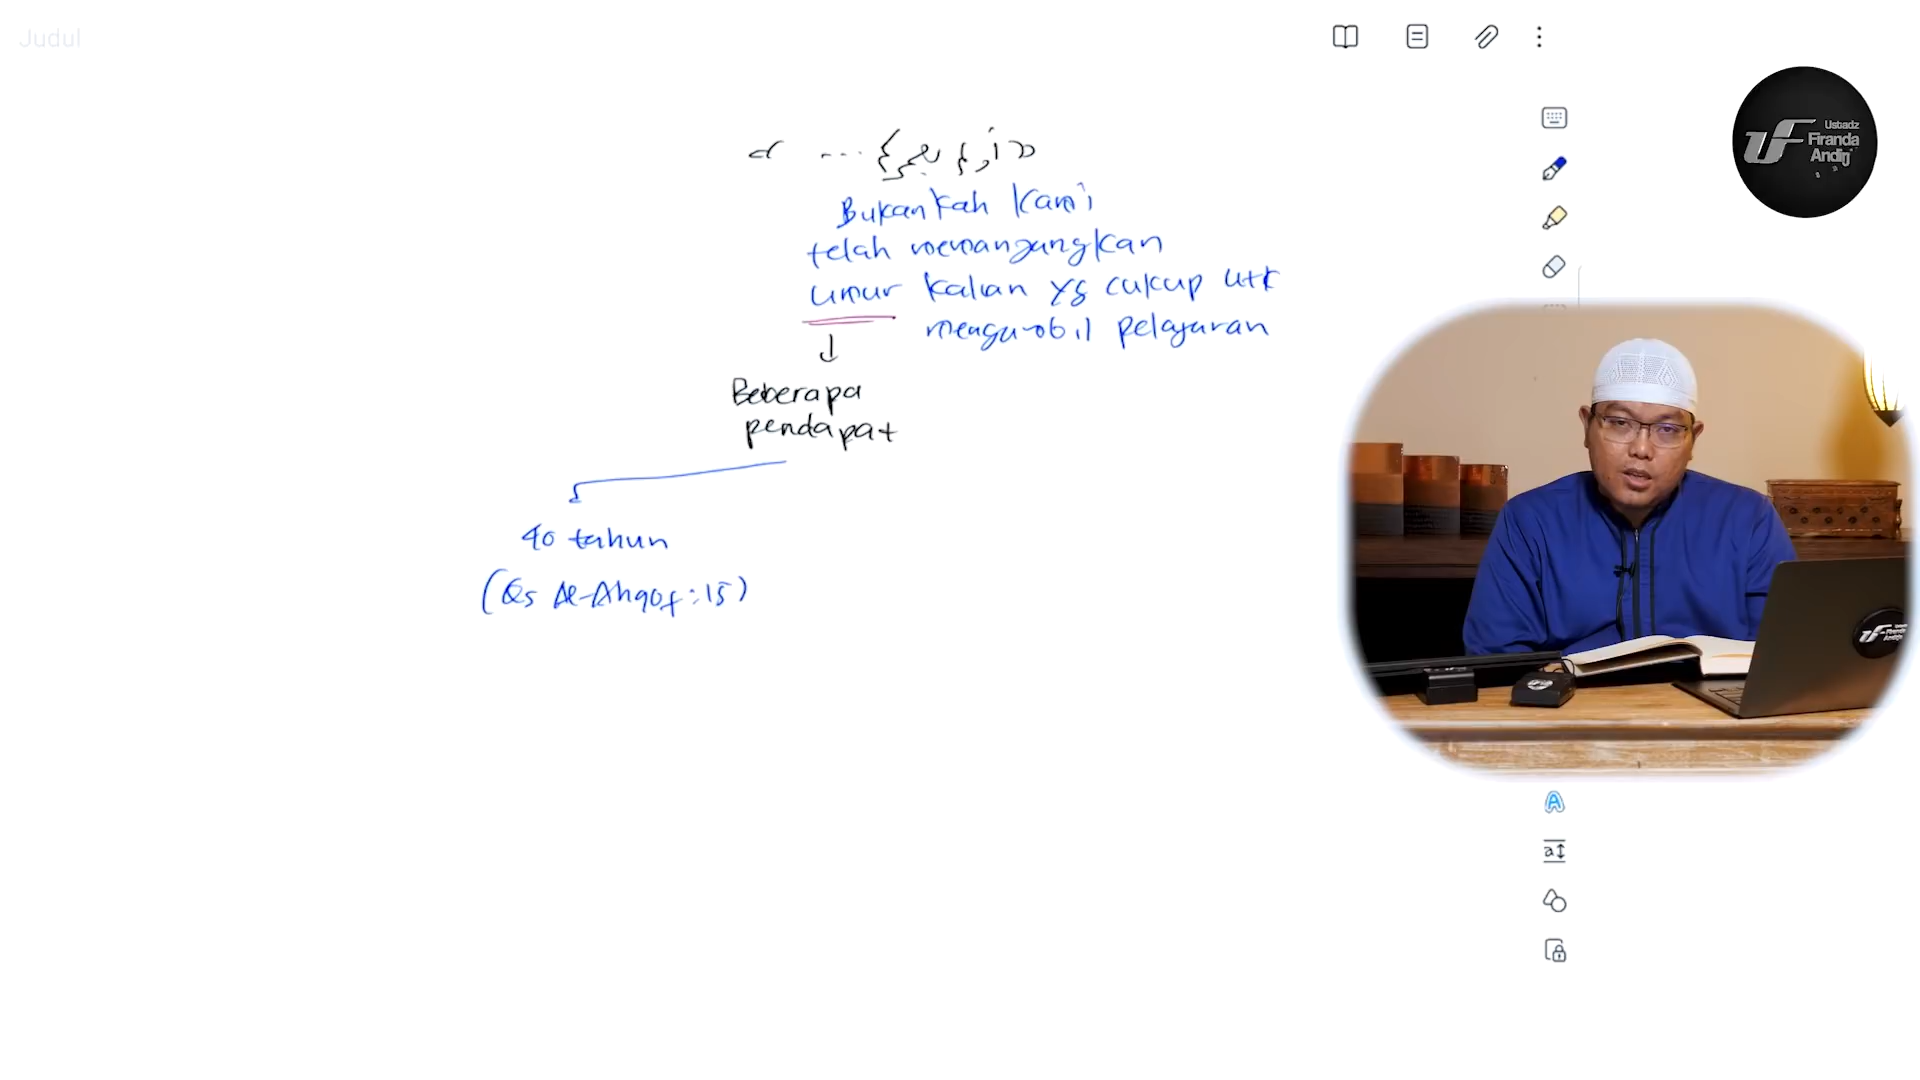 Judul
Bukankah Kami
telah memanjangkan
umur kalian yg cukup utk
mengambil pelajaran
Beberapa
pendapat
40 tahun
(Qs Al-Ahqof : 15)
UF Ustadz
Firanda
Andirja